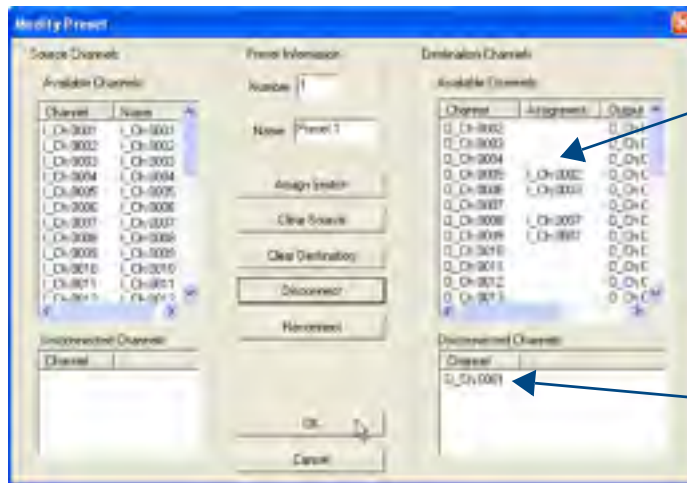 Modify Preset
Source Channels
Available Channels
Channel Name
I_Ch:0001 I_Ch:0001
I_Ch:0002 I_Ch:0002
I_Ch:0003 I_Ch:0003
I_Ch:0004 I_Ch:0004
I_Ch:0005 I_Ch:0005
I_Ch:0006 I_Ch:0006
I_Ch:0007 I_Ch:0007
I_Ch:0008 I_Ch:0008
I_Ch:0009 I_Ch:0009
I_Ch:0010 I_Ch:0010
I_Ch:0011 I_Ch:0011
I_Ch:0012 I_Ch:0012
Disconnected Channels
Channel
Preset Information
Number 1
Name Preset 1
Assign Switch
Clear Source
Clear Destination
Disconnect
Reconnect
OK
Cancel
Destination Channels
Available Channels
Channel Assignment Output
O_Ch:0002
O_Ch:0003
O_Ch:0004
O_Ch:0005 I_Ch:0002
O_Ch:0006
O_Ch:0007
O_Ch:0008 I_Ch:0007
O_Ch:0009 I_Ch:0007
O_Ch:0010
O_Ch:0011
O_Ch:0012
O_Ch:0013
Disconnected Channels
Channel
O_Ch:0001